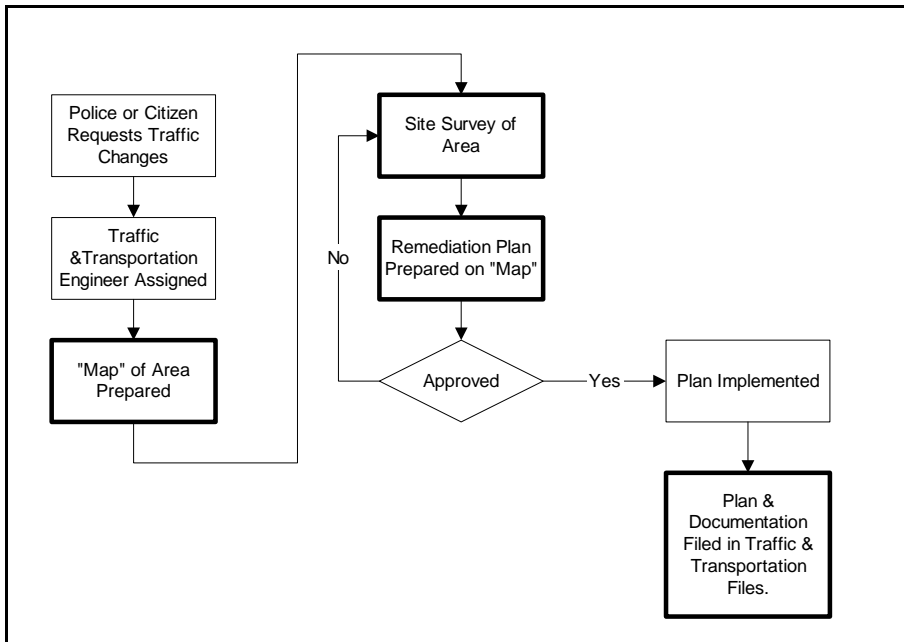 Police or Citizen
Requests Traffic
Changes
Traffic
&Transportation
Engineer Assigned
"Map" of Area
Prepared
Site Survey of
Area
Remediation Plan
Prepared on "Map"
No
Approved
Yes
Plan Implemented
Plan &
Documentation
Filed in Traffic &
Transportation
Files.